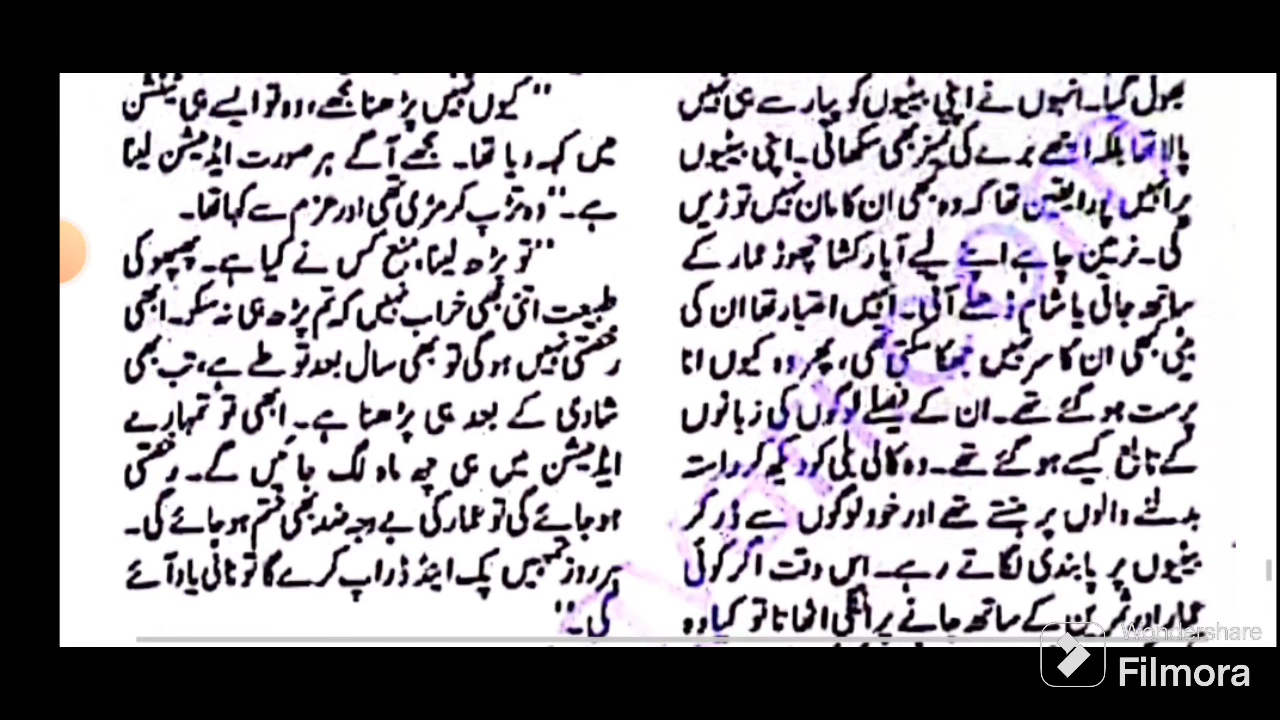 بھول گیا۔ انہوں نے اپنی بیٹیوں کو پیار سے ہی نہیں
پالا تھا بلکہ اچھے برے کی تمیز بھی سکھائی۔ اپنی بیٹیوں
پر انہیں پورا یقین تھا کہ وہ کبھی ان کا مان نہیں توڑیں
گی۔ نرمین چاہے اپنے لیے آیا رکشا چھوڑ عمار کے
ساتھ جاتی یا شام ڈھلے آتی۔ انہیں اعتبار تھا ان کی
بیٹی کبھی ان کا سر نہیں جھکا سکتی تھی، پھر وہ کیوں انا
پرست ہو گئے تھے۔ ان کے فیصلے لوگوں کی زبانوں
کے تابع کیسے ہو گئے تھے۔ وہ کالی بلی کو دیکھ کر راستہ
بدلنے والوں پر ہنستے تھے اور خود لوگوں سے ڈر کر
بیٹیوں پر پابندی لگاتے رہے۔ اس وقت اگر کوئی
عمار اور کے ساتھ جانے پر انگلی اٹھاتا تو کیا وہ
"کیوں نہیں پڑھنا مجھے، وہ تو ایسے ہی ٹینشن
میں کہہ دیا تھا۔ مجھے آگے ہر صورت ایڈمیشن لینا
ہے۔" وہ تڑپ کر مڑی تھی اور عزم سے کہا تھا۔
"تو پڑھ لینا، منع کس نے کیا ہے۔ پھپھو کی
طبیعت اتنی بھی خراب نہیں کہ تم پڑھ ہی نہ سکو۔ ابھی
رخصتی نہیں ہوگی تو بھی سال بعد تو طے ہے، تب بھی
شادی کے بعد ہی پڑھنا ہے۔ ابھی تو تمہارے
ایڈمیشن میں ہی چھ ماہ لگ جائیں گے۔ رخصتی
ہو جائے گی تو عمار کی بے وجہ ضد بھی ختم ہو جائے گی۔
ہر روز تمہیں پک اینڈ ڈراپ کرے گا تو نانی یاد آئے
گی۔"
Wondershare
Filmora